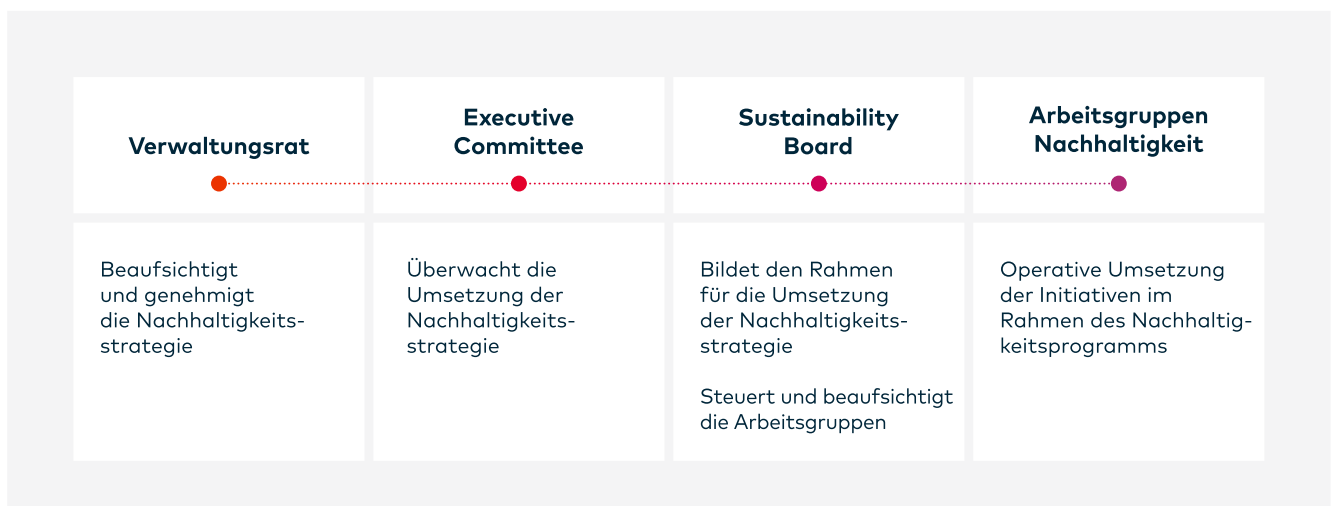 Verwaltungsrat
Executive
Committee
Sustainability
Board
Arbeitsgruppen
Nachhaltigkeit
Beaufsichtigt
und genehmigt
die Nachhaltigkeits-
strategie
Überwacht die
Umsetzung der
Nachhaltigkeits-
strategie
Bildet den Rahmen
für die Umsetzung
der Nachhaltigkeits-
strategie
Steuert und beaufsichtigt
die Arbeitsgruppen
Operative Umsetzung
der Initiativen im
Rahmen des Nachhaltig-
keitsprogramms